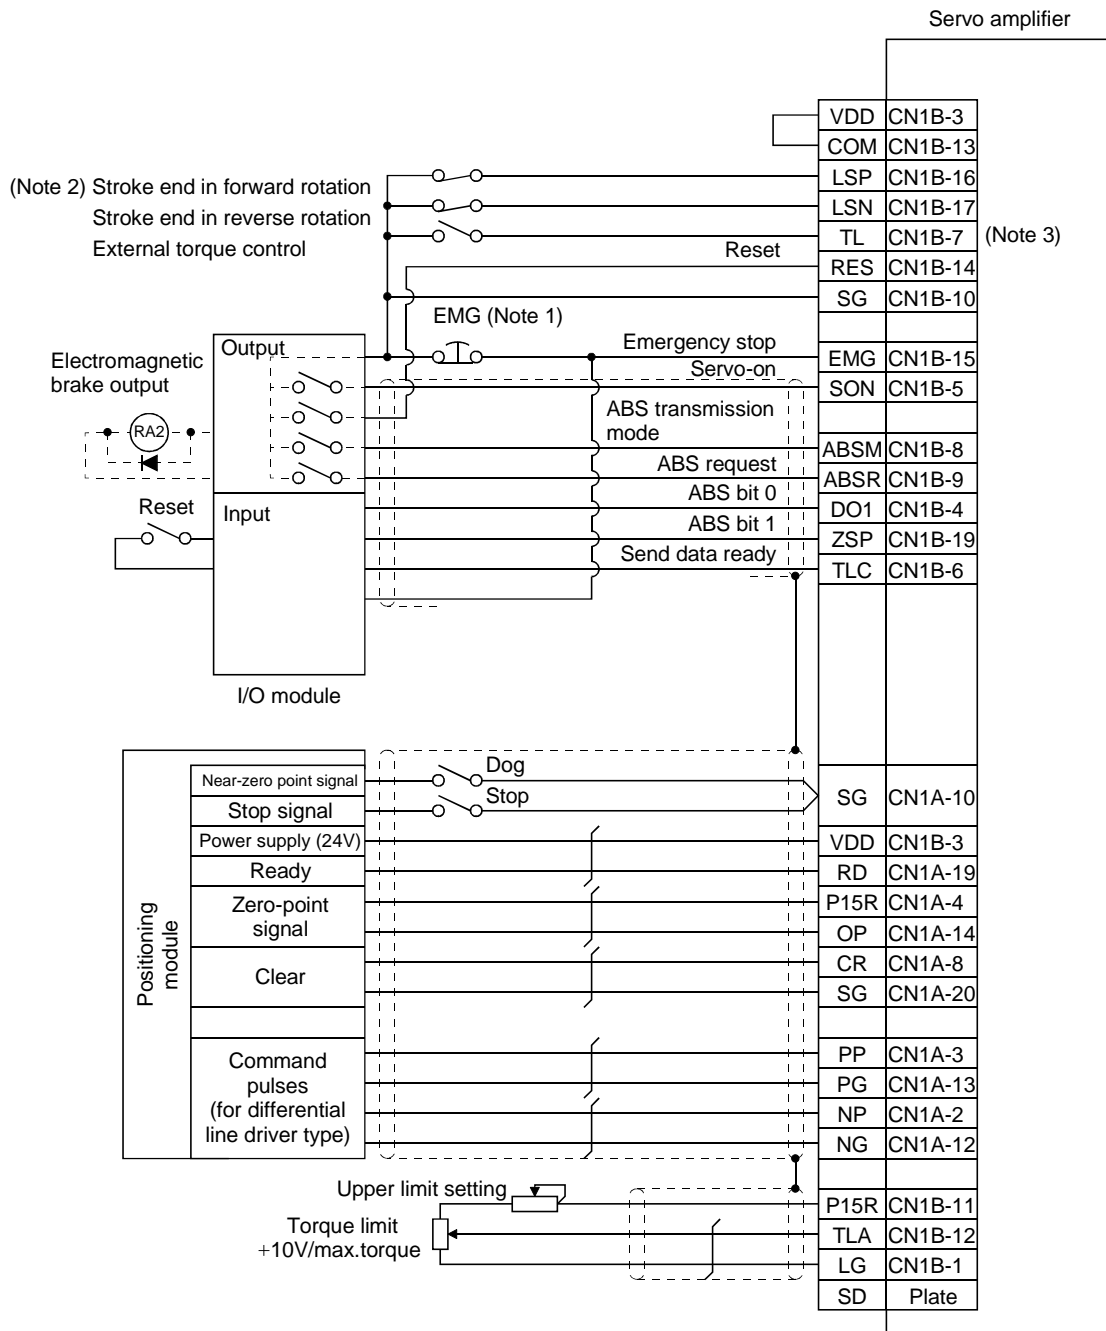 Servo amplifier
VDD CN1B-3
COM CN1B-13
(Note 2) Stroke end in forward rotation LSP CN1B-16
Stroke end in reverse rotation LSN CN1B-17
External torque control TL CN1B-7 (Note 3)
Reset RES CN1B-14
SG CN1B-10
EMG (Note 1)
Output Emergency stop EMG CN1B-15
Electromagnetic
brake output
Servo-on SON CN1B-5
RA2
ABS transmission
mode ABSM CN1B-8
ABS request ABSR CN1B-9
Reset Input ABS bit 0 DO1 CN1B-4
ABS bit 1 ZSP CN1B-19
Send data ready TLC CN1B-6
I/O module
Positioning
module
Near-zero point signal Dog
Stop signal Stop
SG CN1A-10
Power supply (24V) VDD CN1B-3
Ready RD CN1A-19
Zero-point
signal
P15R CN1A-4
OP CN1A-14
Clear
CR CN1A-8
SG CN1A-20
Command
pulses
(for differential
line driver type)
PP CN1A-3
PG CN1A-13
NP CN1A-2
NG CN1A-12
Upper limit setting P15R CN1B-11
Torque limit
+10V/max.torque
TLA CN1B-12
LG CN1B-1
SD Plate